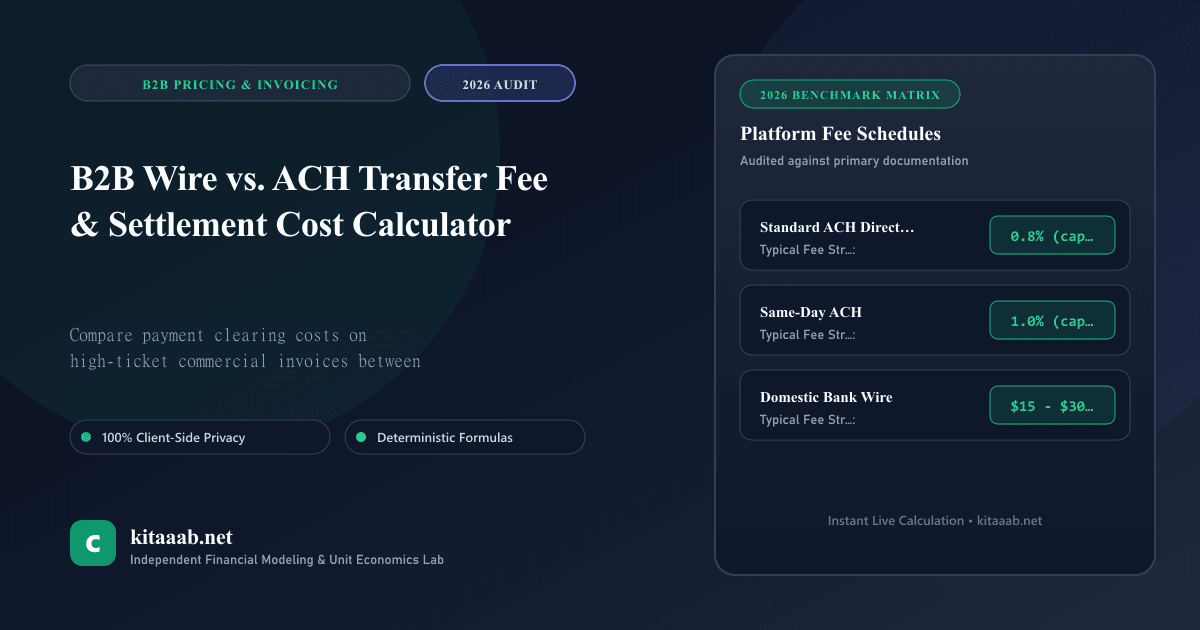 B2B PRICING & INVOICING
2026 AUDIT
B2B Wire vs. ACH Transfer Fee
& Settlement Cost Calculator
Compare payment clearing costs on
high-ticket commercial invoices between
100% Client-Side Privacy
Deterministic Formulas
C
kitaaab.net
Independent Financial Modeling & Unit Economics Lab
2026 BENCHMARK MATRIX
Platform Fee Schedules
Audited against primary documentation
Standard ACH Direct…
Typical Fee Str…:
0.8% (cap…
Same-Day ACH
Typical Fee Str…:
1.0% (cap…
Domestic Bank Wire
Typical Fee Str…:
$15 - $30…
Instant Live Calculation • kitaaab.net